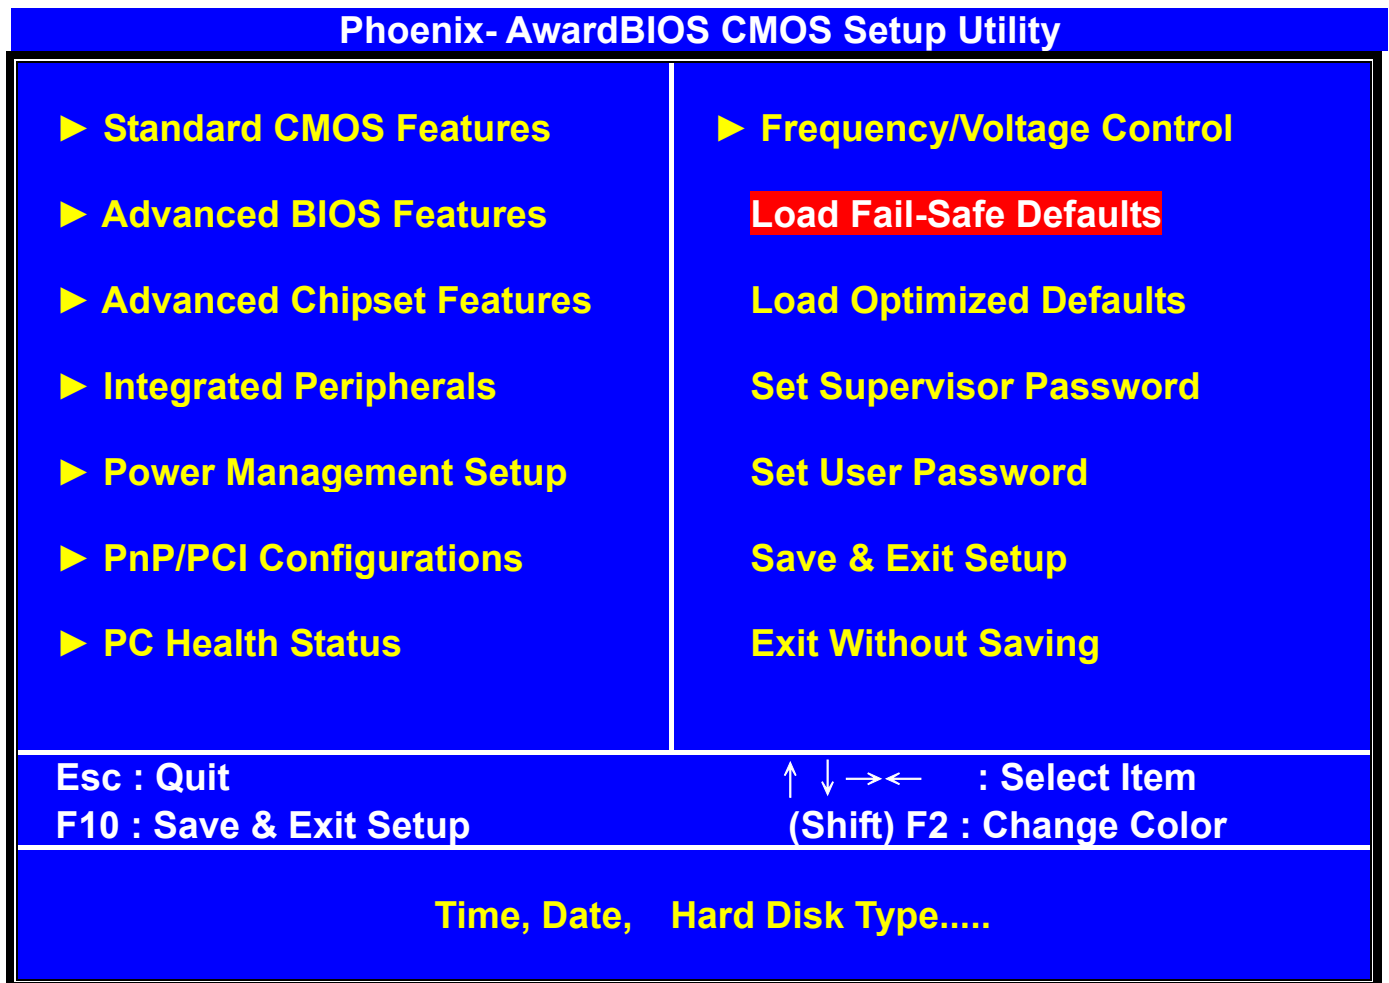 Phoenix- AwardBIOS CMOS Setup Utility
► Standard CMOS Features
► Advanced BIOS Features
► Advanced Chipset Features
► Integrated Peripherals
► Power Management Setup
► PnP/PCI Configurations
► PC Health Status
► Frequency/Voltage Control
Load Fail-Safe Defaults
Load Optimized Defaults
Set Supervisor Password
Set User Password
Save & Exit Setup
Exit Without Saving
Esc : Quit
F10 : Save & Exit Setup
↑ ↓ → ← : Select Item
(Shift) F2 : Change Color
Time, Date, Hard Disk Type.....